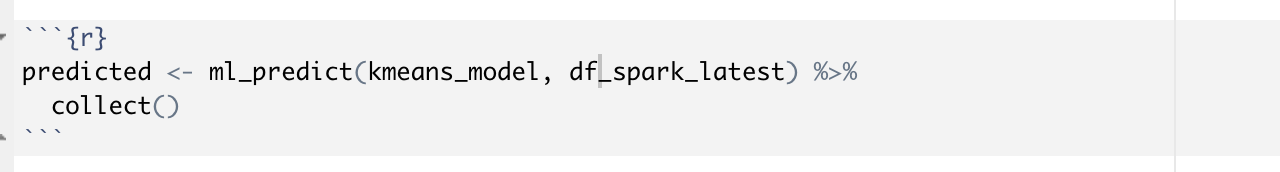 ```{r}
predicted <- ml_predict(kmeans_model, df_spark_latest) %>%
  collect()
```